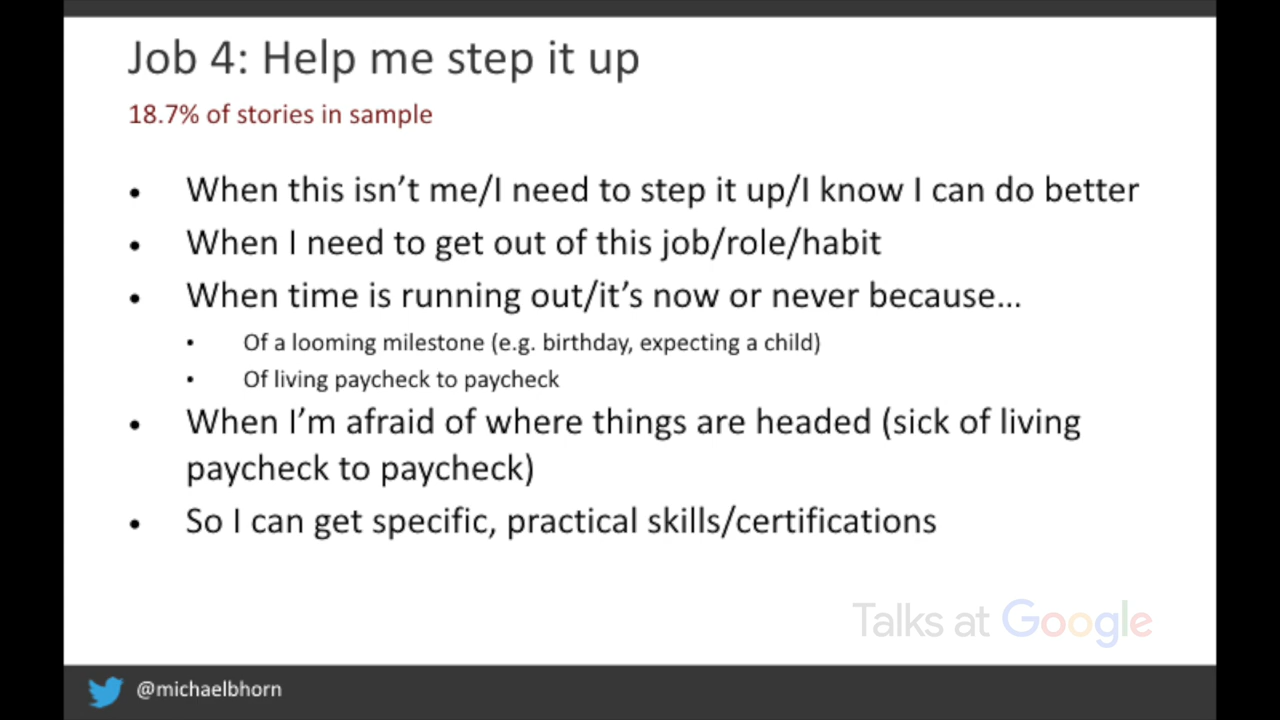 Job 4: Help me step it up
18.7% of stories in sample
• When this isn’t me/I need to step it up/I know I can do better
• When I need to get out of this job/role/habit
• When time is running out/it’s now or never because…
• Of a looming milestone (e.g. birthday, expecting a child)
• Of living paycheck to paycheck
• When I’m afraid of where things are headed (sick of living
paycheck to paycheck)
• So I can get specific, practical skills/certifications
Talks at Google
@michaelbhorn